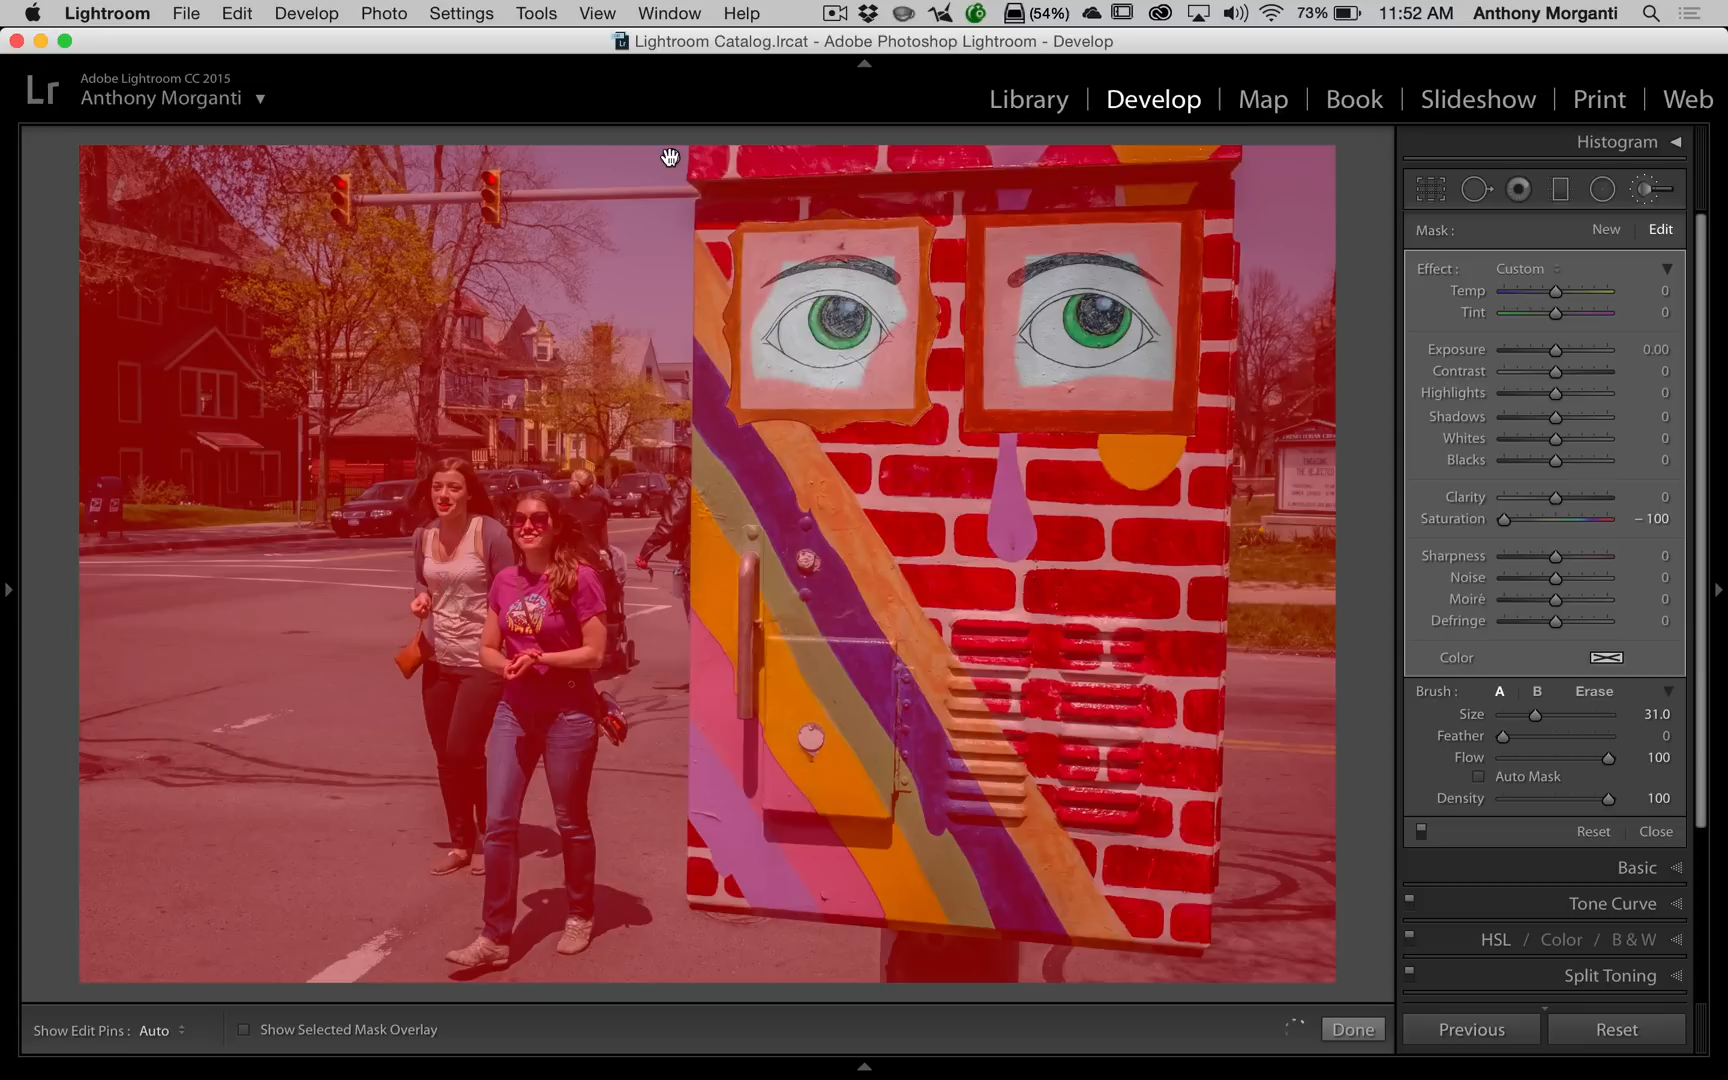 Lightroom File Edit Develop Photo Settings Tools View Window Help (54%) 73% 11:52 AM Anthony Morganti
Lightroom Catalog.lrcat - Adobe Photoshop Lightroom - Develop
Lr
Adobe Lightroom CC 2015
Anthony Morganti
Library | Develop | Map | Book | Slideshow | Print | Web
Histogram
Mask : New Edit
Effect : Custom
Temp 0
Tint 0
Exposure 0.00
Contrast 0
Highlights 0
Shadows 0
Whites 0
Blacks 0
Clarity 0
Saturation – 100
Sharpness 0
Noise 0
Moiré 0
Defringe 0
Color
Brush : A B Erase
Size 31.0
Feather 0
Flow 100
Auto Mask
Density 100
Reset Close
Basic
Tone Curve
HSL / Color / B & W
Split Toning
Show Edit Pins : Auto Show Selected Mask Overlay Done
Previous Reset